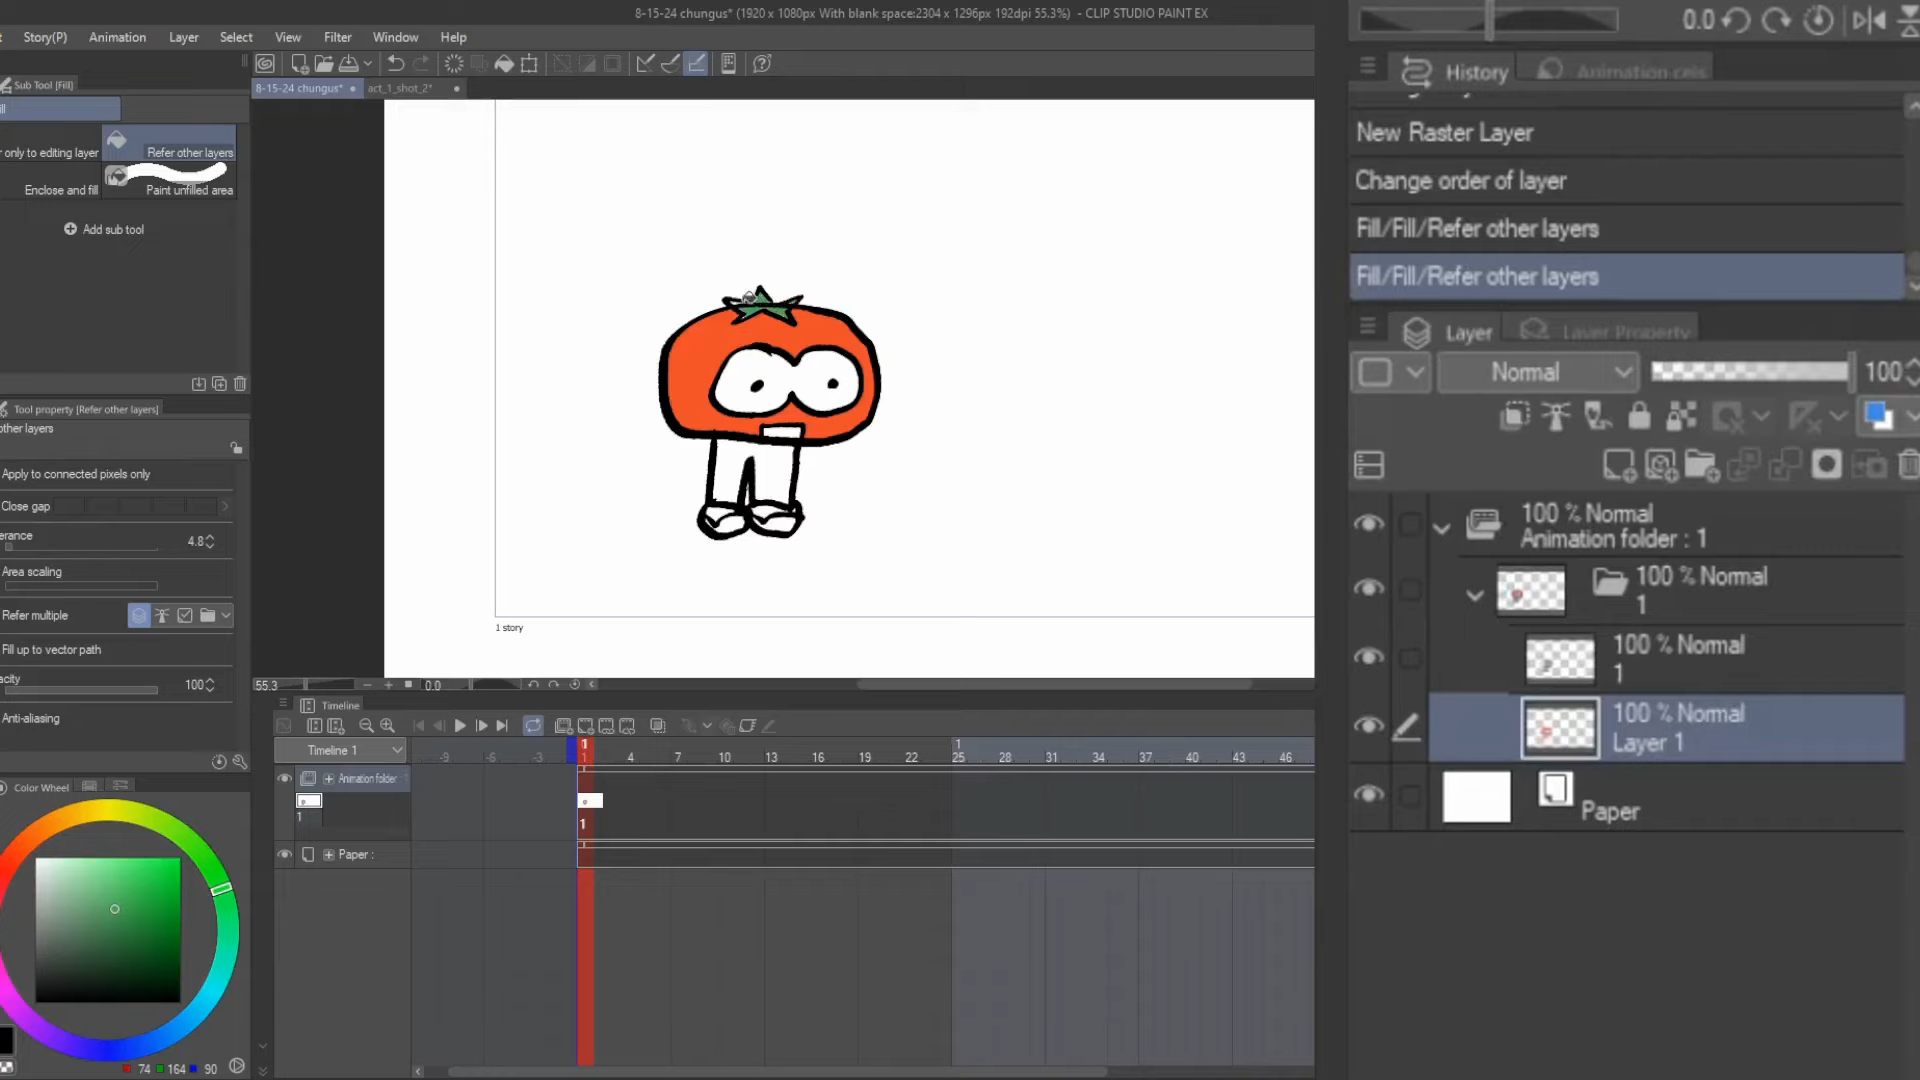 8-15-24 chungus* (1920 x 1080px With blank space:2304 x 1296px 192dpi 55.3%) - CLIP STUDIO PAINT EX
Story(P) Animation Layer Select View Filter Window Help
Sub Tool [Fill]
8-15-24 chungus* act_1_shot_2*
only to editing layer Refer other layers
Enclose and fill Paint unfilled area
Add sub tool
Tool property [Refer other layers]
other layers
Apply to connected pixels only
Close gap
erance 4.8
Area scaling
Refer multiple
Fill up to vector path
acity 100
Anti-aliasing
Color Wheel
74 164 90
1 story
55.3 0.0
Timeline
Timeline 1
-9 -6 -3 1 4 7 10 13 16 19 22 25 28 31 34 37 40 43 46
1 1
Animation folder
1 1
Paper :
0.0
History Animation cels
New Raster Layer
Change order of layer
Fill/Fill/Refer other layers
Fill/Fill/Refer other layers
Layer Layer Property
Normal 100
100 % Normal
Animation folder : 1
100 % Normal
1
100 % Normal
1
100 % Normal
Layer 1
Paper